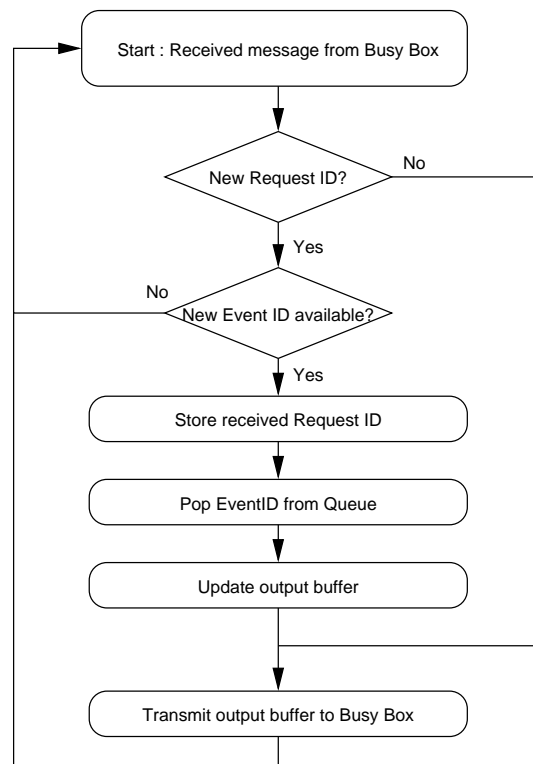 Start : Received message from Busy Box
New Request ID?
No
Yes
No
New Event ID available?
Yes
Store received Request ID
Pop EventID from Queue
Update output buffer
Transmit output buffer to Busy Box